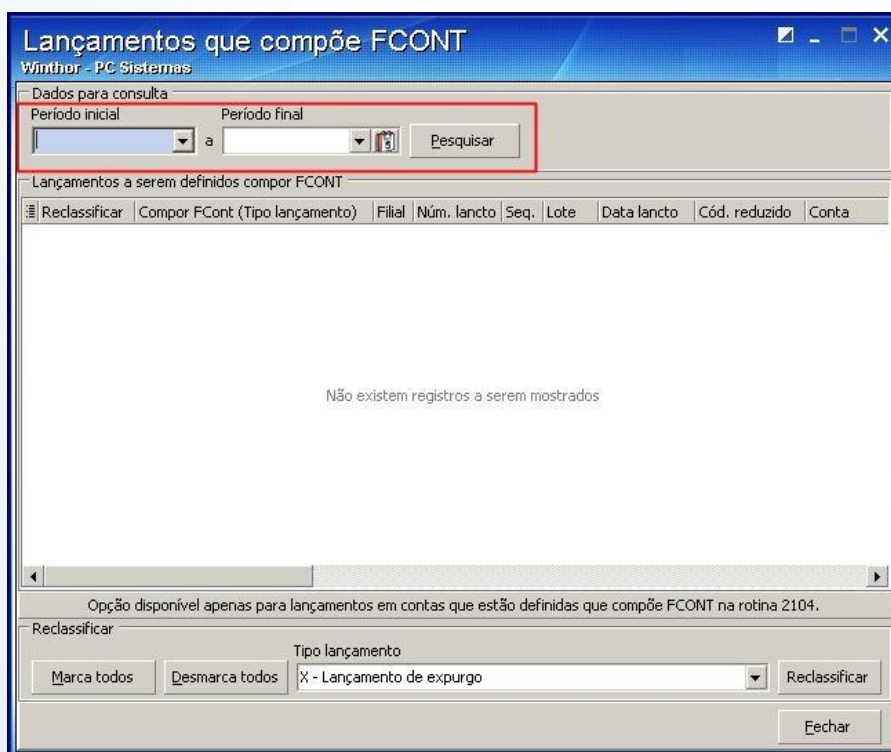 Lançamentos que compõe FCONT
Winthor - PC Sistemas
Dados para consulta
Período inicial Período final
a 5 Pesquisar
Lançamentos a serem definidos compor FCONT
Reclassificar Compor FCont (Tipo lançamento) Filial Núm. lancto Seq. Lote Data lancto Cód. reduzido Conta
Não existem registros a serem mostrados
Opção disponível apenas para lançamentos em contas que estão definidas que compõe FCONT na rotina 2104.
Reclassificar
Tipo lançamento
Marca todos Desmarca todos X - Lançamento de expurgo Reclassificar
Fechar